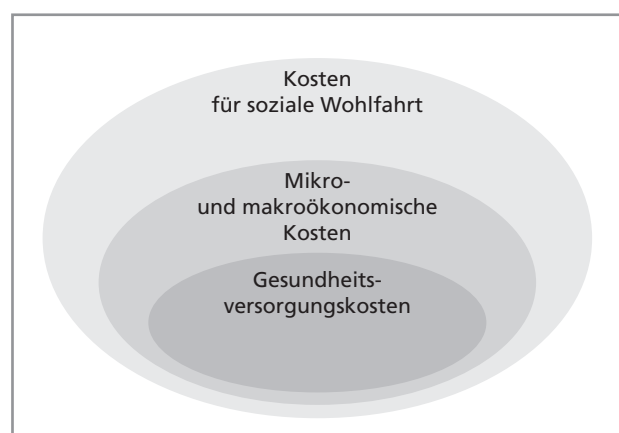 Kosten
für soziale Wohlfahrt
Mikro-
und makroökonomische
Kosten
Gesundheits-
versorgungskosten